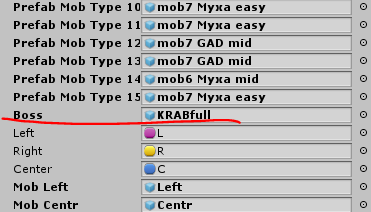 Prefab Mob Type 10 mob7 Myxa easy
Prefab Mob Type 11 mob7 Myxa easy
Prefab Mob Type 12 mob7 GAD mid
Prefab Mob Type 13 mob7 GAD mid
Prefab Mob Type 14 mob6 Myxa mid
Prefab Mob Type 15 mob7 Myxa easy
Boss KRABfull
Left L
Right R
Center C
Mob Left Left
Mob Centr Centr